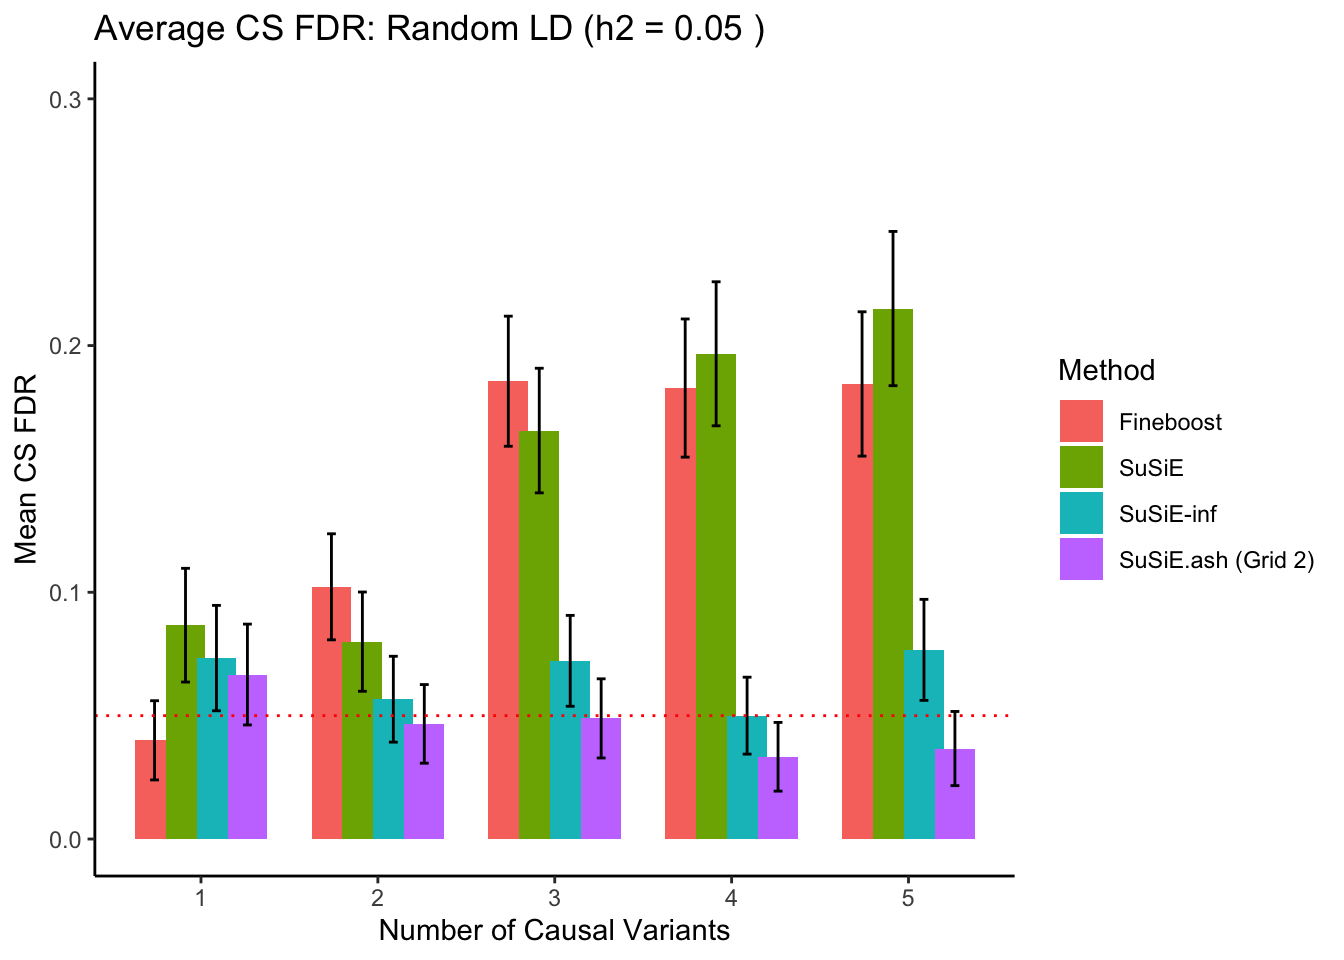 Average CS FDR: Random LD (h2 = 0.05 )
Mean CS FDR
0.3
0.2
0.1
0.0
1
2
3
4
5
Number of Causal Variants
Method
Fineboost
SuSiE
SuSiE-inf
SuSiE.ash (Grid 2)